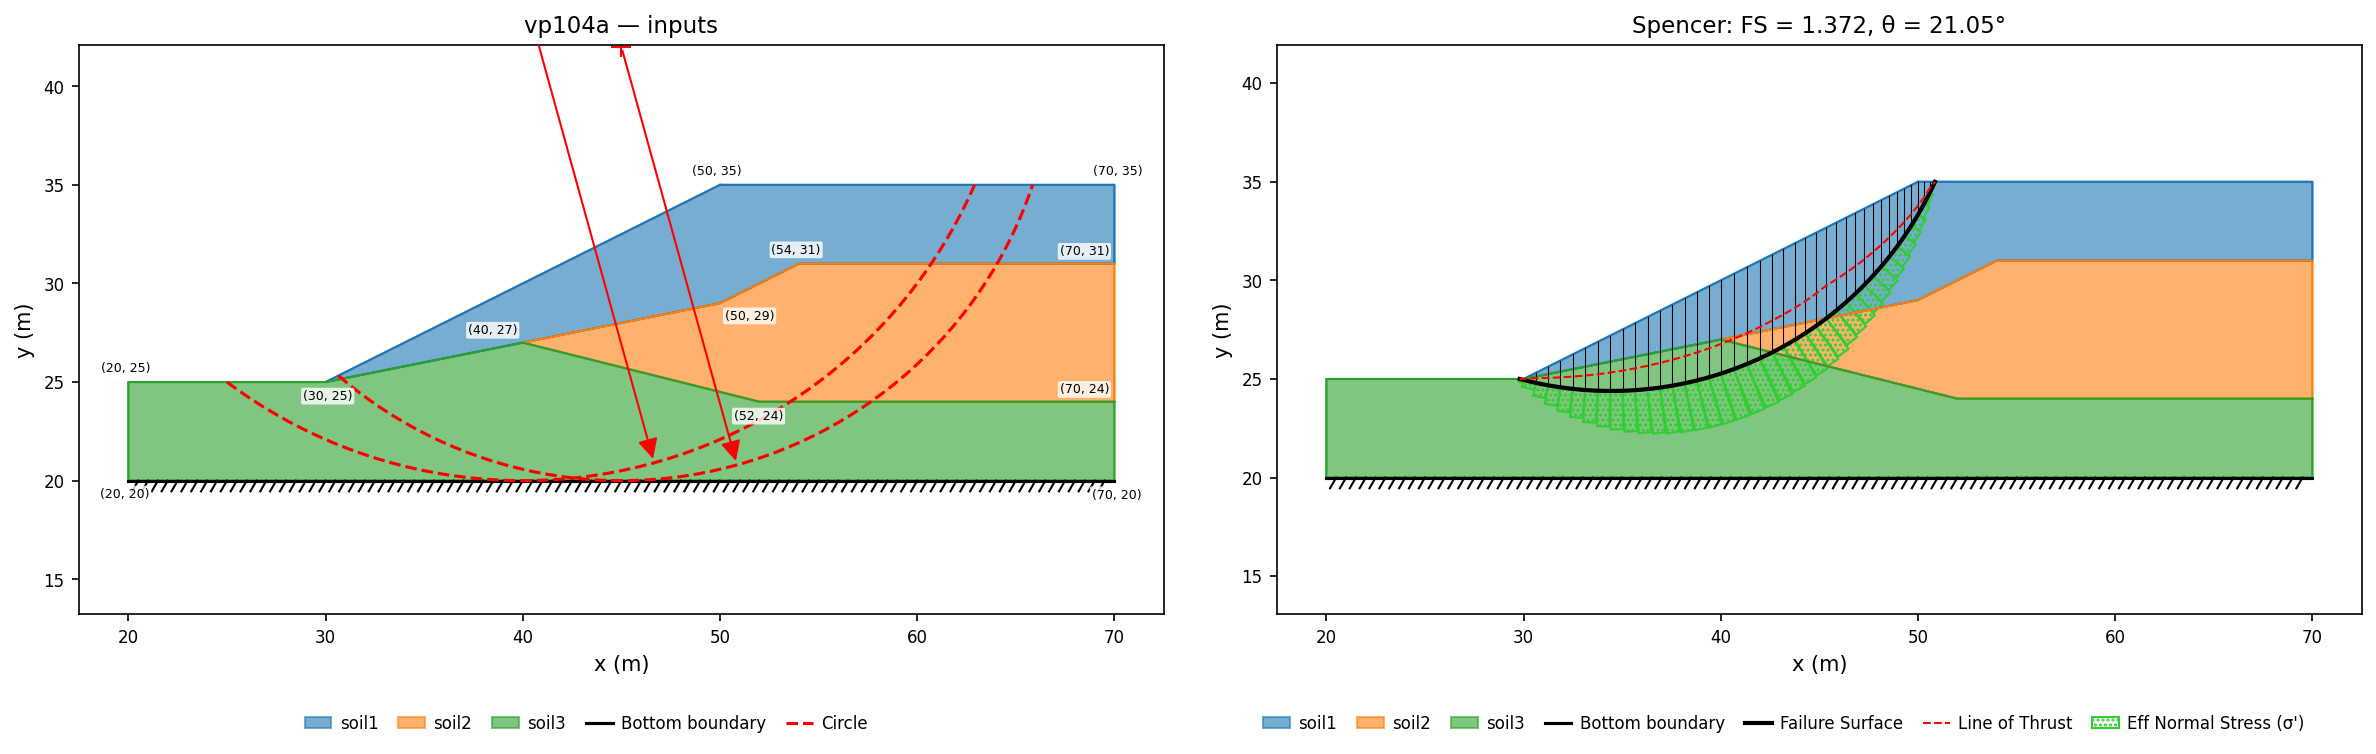 vp104a — inputs
40
35
30
25
20
15
y (m)
(50, 35)
(70, 35)
(54, 31)
(70, 31)
(40, 27)
(50, 29)
(20, 25)
(30, 25)
(70, 24)
(52, 24)
(20, 20)
(70, 20)
20 30 40 50 60 70
x (m)
soil1 soil2 soil3 Bottom boundary Circle
Spencer: FS = 1.372, θ = 21.05°
40
35
30
25
20
15
y (m)
20 30 40 50 60 70
x (m)
soil1 soil2 soil3 Bottom boundary Failure Surface Line of Thrust Eff Normal Stress (σ')